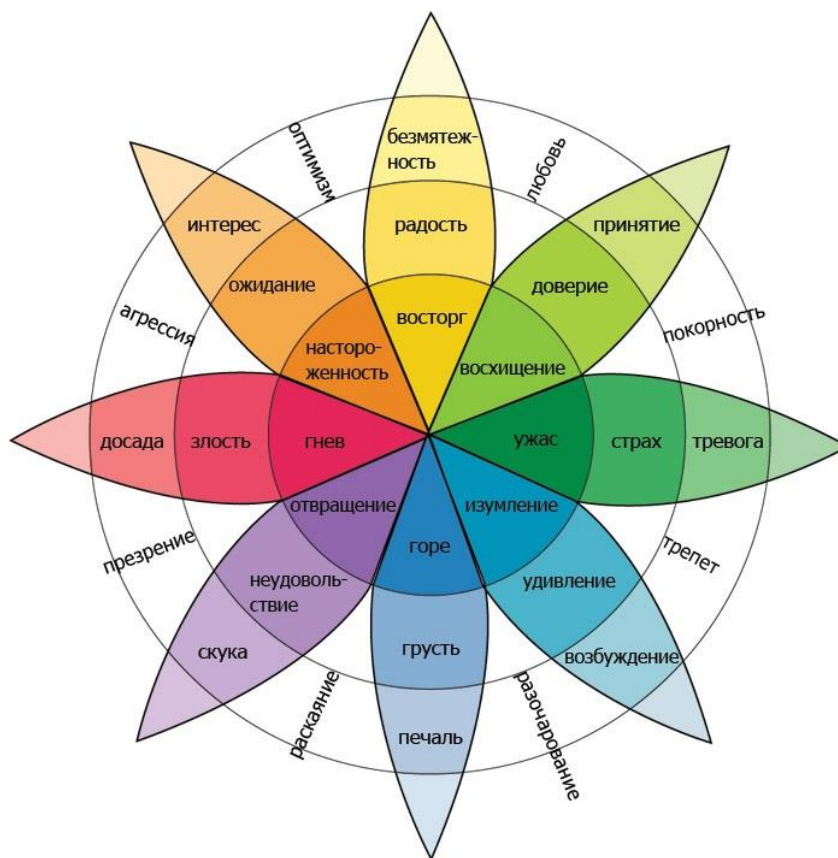 оптимизм
безмятеж-
ность
любовь
интерес
радость
принятие
ожидание
доверие
агрессия
восторг
покорность
насторо-
женность
восхищение
досада
злость
гнев
ужас
страх
тревога
отвращение
изумление
презрение
горе
трепет
неудоволь-
ствие
удивление
скука
грусть
возбуждение
раскаяние
печаль
разочарование